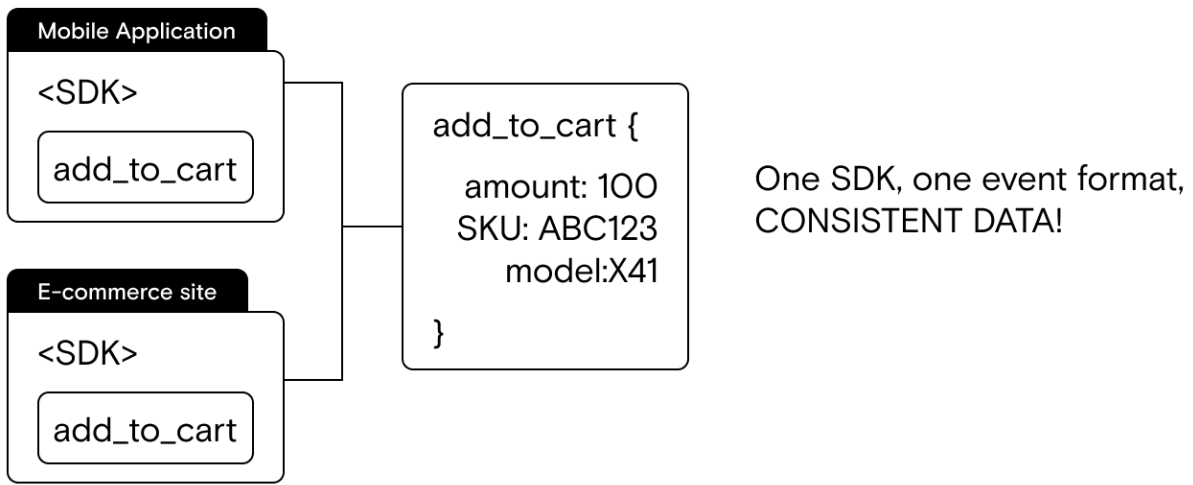 Mobile Application
<SDK>
add_to_cart
E-commerce site
<SDK>
add_to_cart
add_to_cart {
amount: 100
SKU: ABC123
model:X41
}
One SDK, one event format,
CONSISTENT DATA!